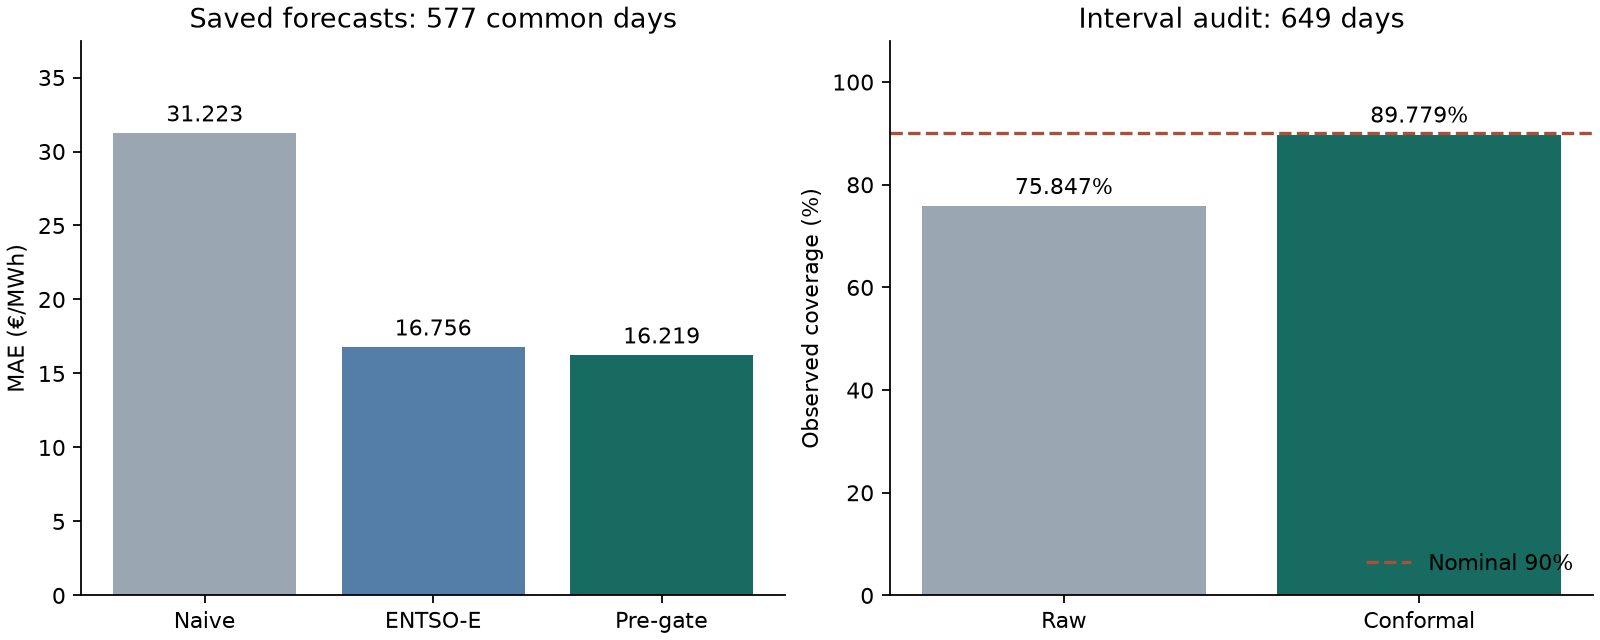 Saved forecasts: 577 common days
MAE (€/MWh)
35
30
25
20
15
10
5
0
31.223
16.756
16.219
Naive
ENTSO-E
Pre-gate
Interval audit: 649 days
Observed coverage (%)
100
80
60
40
20
0
75.847%
89.779%
Nominal 90%
Raw
Conformal